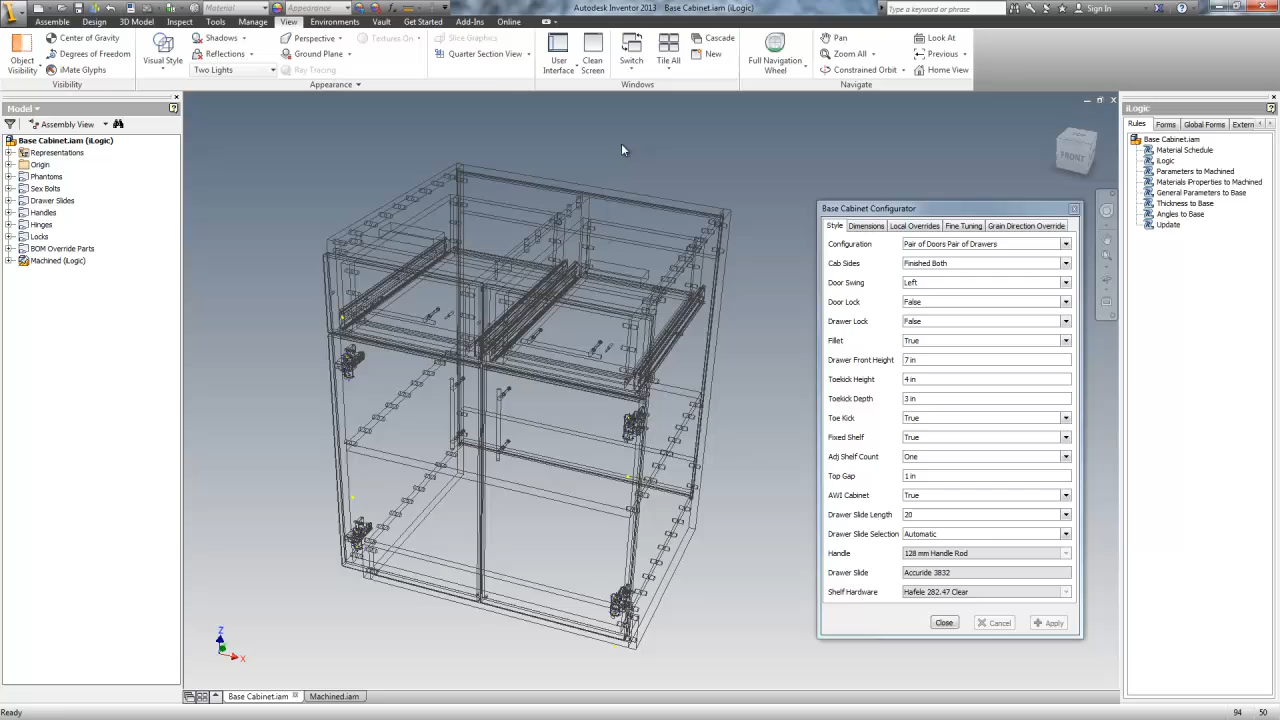 Material
Appearance
Autodesk Inventor 2013   Base Cabinet.iam (iLogic)
Type a keyword or phrase
Sign In
Assemble
Design
3D Model
Inspect
Tools
Manage
View
Environments
Vault
Get Started
Add-Ins
Online
Object
Visibility
Center of Gravity
Degrees of Freedom
iMate Glyphs
Visibility
Visual Style
Shadows
Reflections
Two Lights
Perspective
Ground Plane
Ray Tracing
Textures On
Slice Graphics
Quarter Section View
Appearance
User
Interface
Clean
Screen
Switch
Tile All
Cascade
New
Windows
Full Navigation
Wheel
Pan
Zoom All
Constrained Orbit
Look At
Previous
Home View
Navigate
Model
Assembly View
Base Cabinet.iam (iLogic)
Representations
Origin
Phantoms
Sex Bolts
Drawer Slides
Handles
Hinges
Locks
BOM Override Parts
Machined (iLogic)
FRONT
Z
X
Base Cabinet Configurator
Style
Dimensions
Local Overrides
Fine Tuning
Grain Direction Override
Configuration Pair of Doors Pair of Drawers
Cab Sides Finished Both
Door Swing Left
Door Lock False
Drawer Lock False
Fillet True
Drawer Front Height 7 in
Toekick Height 4 in
Toekick Depth 3 in
Toe Kick True
Fixed Shelf True
Adj Shelf Count One
Top Gap 1 in
AWI Cabinet True
Drawer Slide Length 20
Drawer Slide Selection Automatic
Handle 128 mm Handle Rod
Drawer Slide Accuride 3832
Shelf Hardware Hafele 282.47 Clear
Close
Cancel
Apply
iLogic
Rules
Forms
Global Forms
Extern
Base Cabinet.iam
Material Schedule
iLogic
Parameters to Machined
Materials iProperties to Machined
General Parameters to Base
Thickness to Base
Angles to Base
Update
Base Cabinet.iam
Machined.iam
Ready
94
50